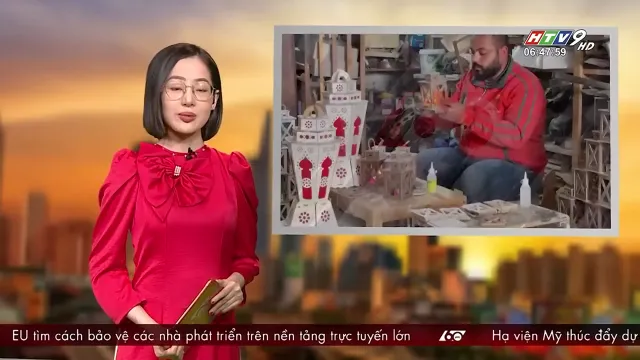 HTV9 HD
06:47:59
EU tìm cách bảo vệ các nhà phát triển trên nền tảng trực tuyến lớn
60
Hạ viện Mỹ thúc đẩy dự